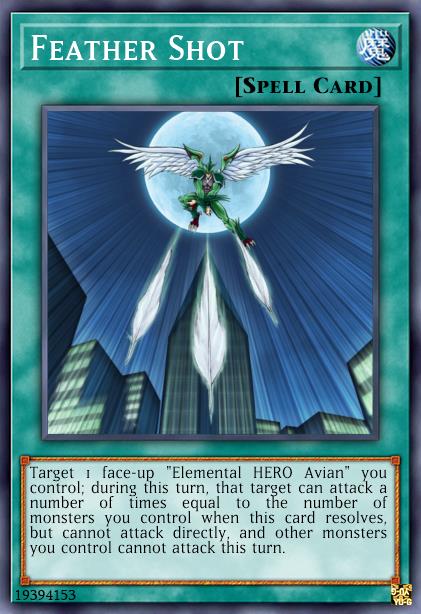 Feather Shot
[Spell Card]
Target 1 face-up "Elemental HERO Avian" you
control; during this turn, that target can attack a
number of times equal to the number of
monsters you control when this card resolves,
but cannot attack directly, and other monsters
you control cannot attack this turn.
19394153